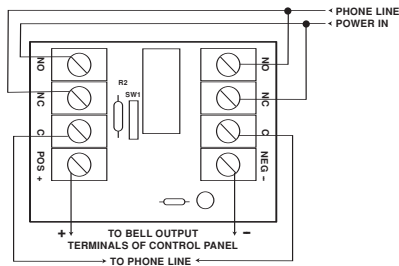 PHONE LINE
POWER IN
NO
NC
C
POS +
R2
SW1
NO
NC
C
NEG −
+ TO BELL OUTPUT −
TERMINALS OF CONTROL PANEL
TO PHONE LINE